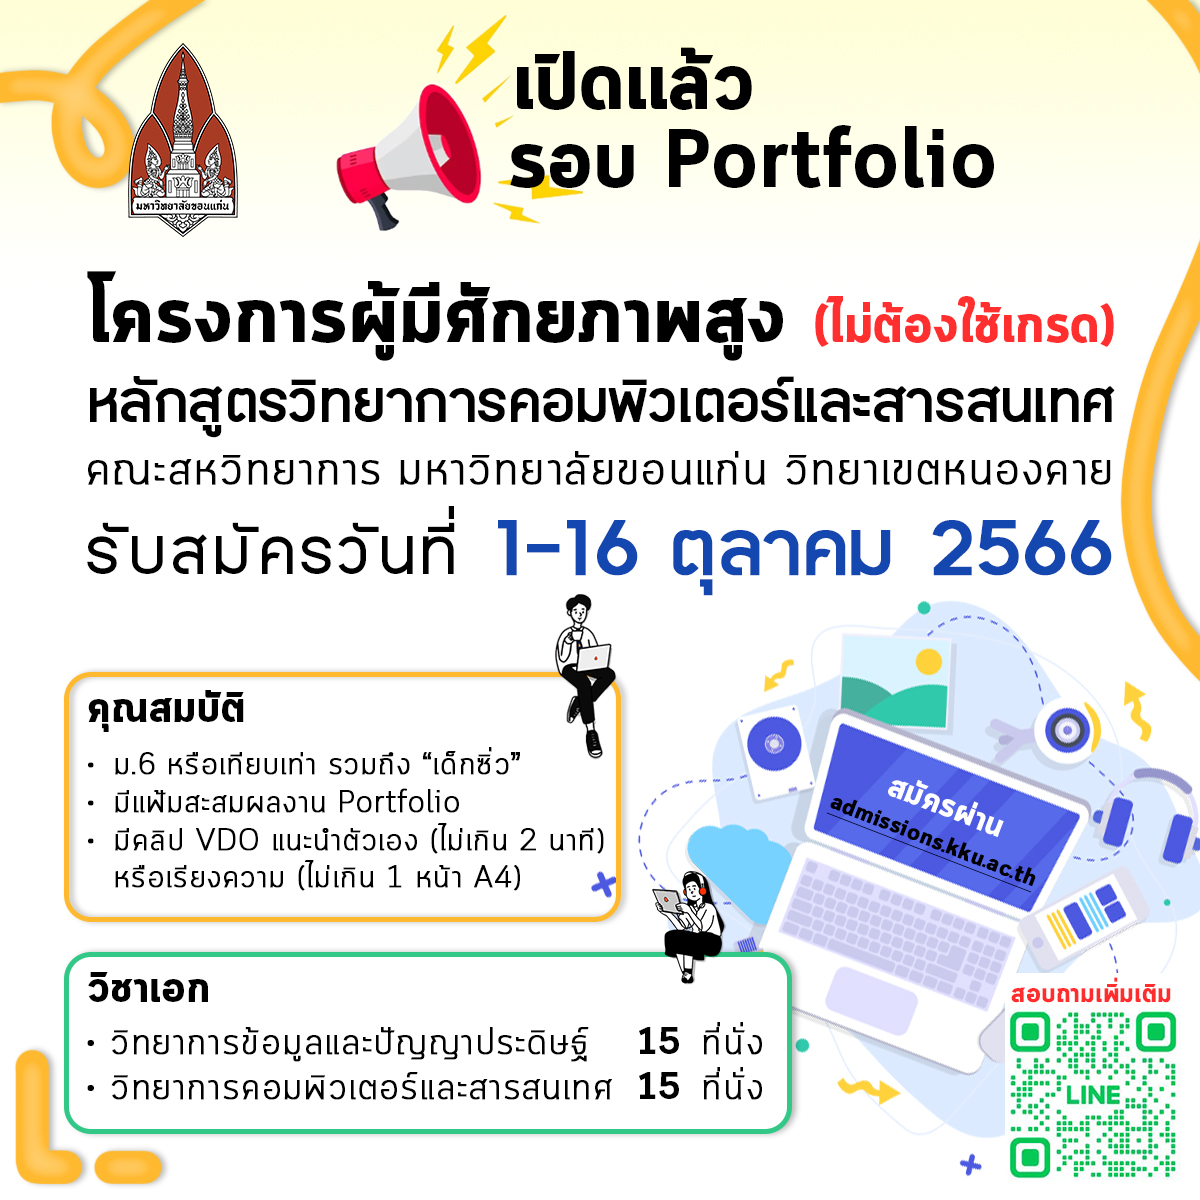 เปิดแล้ว
รอบ Portfolio
มหาวิทยาลัยขอนแก่น
โครงการผู้มีศักยภาพสูง (ไม่ต้องใช้เกรด)
หลักสูตรวิทยาการคอมพิวเตอร์และสารสนเทศ
คณะสหวิทยาการ มหาวิทยาลัยขอนแก่น วิทยาเขตหนองคาย
รับสมัครวันที่ 1-16 ตุลาคม 2566
คุณสมบัติ
• ม.6 หรือเทียบเท่า รวมถึง “เด็กซิ่ว”
• มีแฟ้มสะสมผลงาน Portfolio
• มีคลิป VDO แนะนำตัวเอง (ไม่เกิน 2 นาที)
หรือเรียงความ (ไม่เกิน 1 หน้า A4)
สมัครผ่าน
admissions.kku.ac.th
วิชาเอก
• วิทยาการข้อมูลและปัญญาประดิษฐ์ 15 ที่นั่ง
• วิทยาการคอมพิวเตอร์และสารสนเทศ 15 ที่นั่ง
สอบถามเพิ่มเติม
LINE